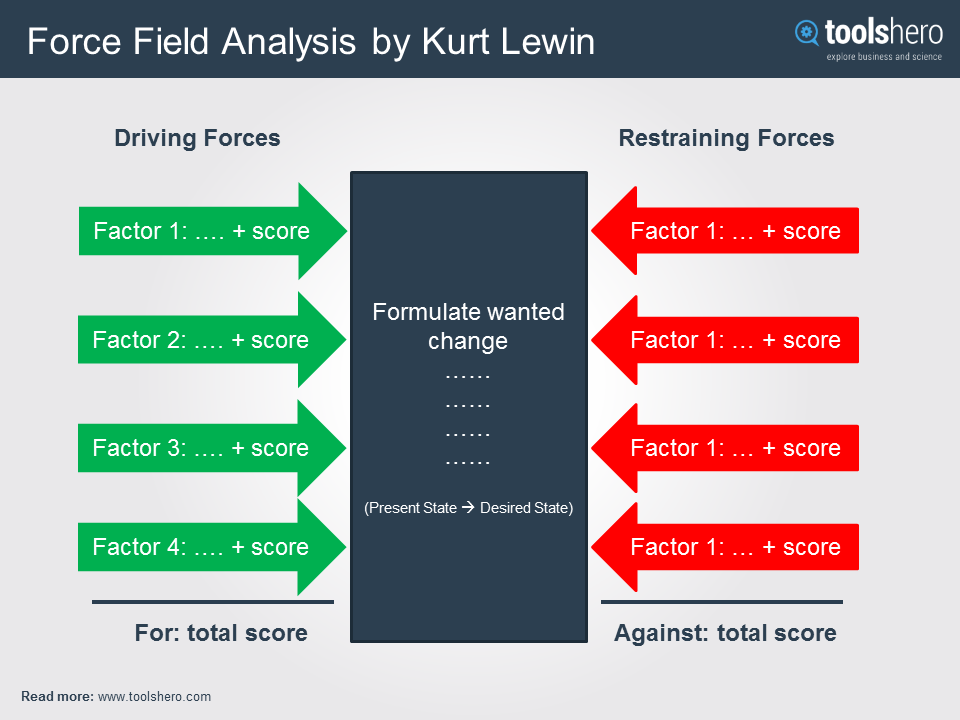 Force Field Analysis by Kurt Lewin
toolshero
explore business and science
Driving Forces
Restraining Forces
Factor 1: …. + score
Factor 2: …. + score
Factor 3: …. + score
Factor 4: …. + score
For: total score
Formulate wanted
change
……
……
……
……
(Present State → Desired State)
Factor 1: … + score
Factor 1: … + score
Factor 1: … + score
Factor 1: … + score
Against: total score
Read more: www.toolshero.com